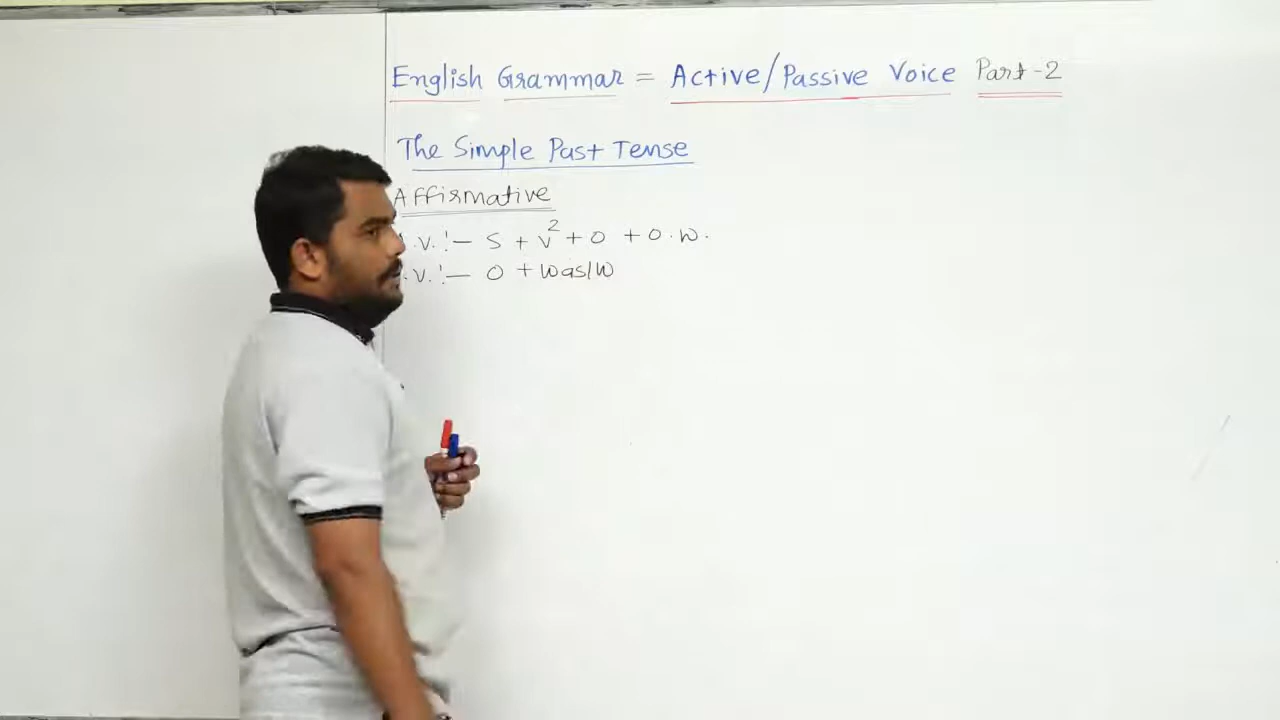 English Grammar = Active/Passive Voice Part-2
The Simple Past Tense
Affirmative
.V. :- S + V² + O + O.W.
.V. :- O + was/w